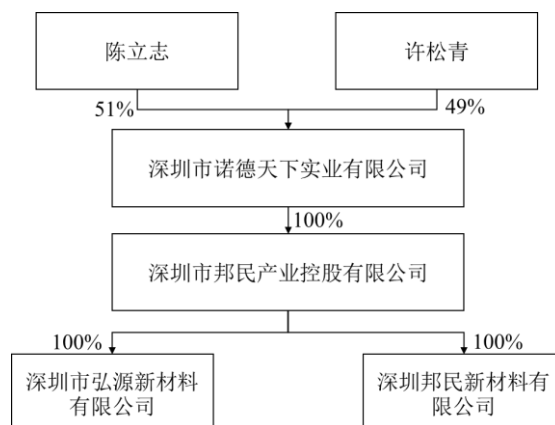 陈立志
许松青
51%
49%
深圳市诺德天下实业有限公司
100%
深圳市邦民产业控股有限公司
100%
100%
深圳市弘源新材料
有限公司
深圳邦民新材料有
限公司